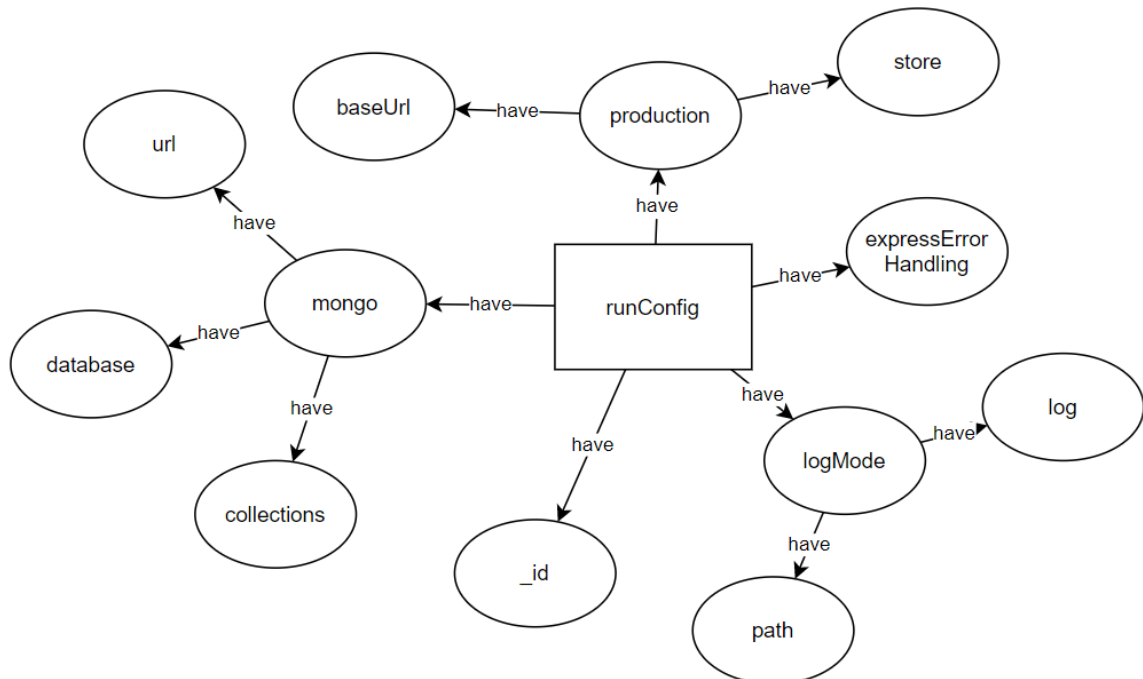 store
baseUrl
have
production
have
url
have
have
expressError
Handling
have
mongo
have
runConfig
have
database
have
have
have
have
log
have
logMode
collections
have
_id
path